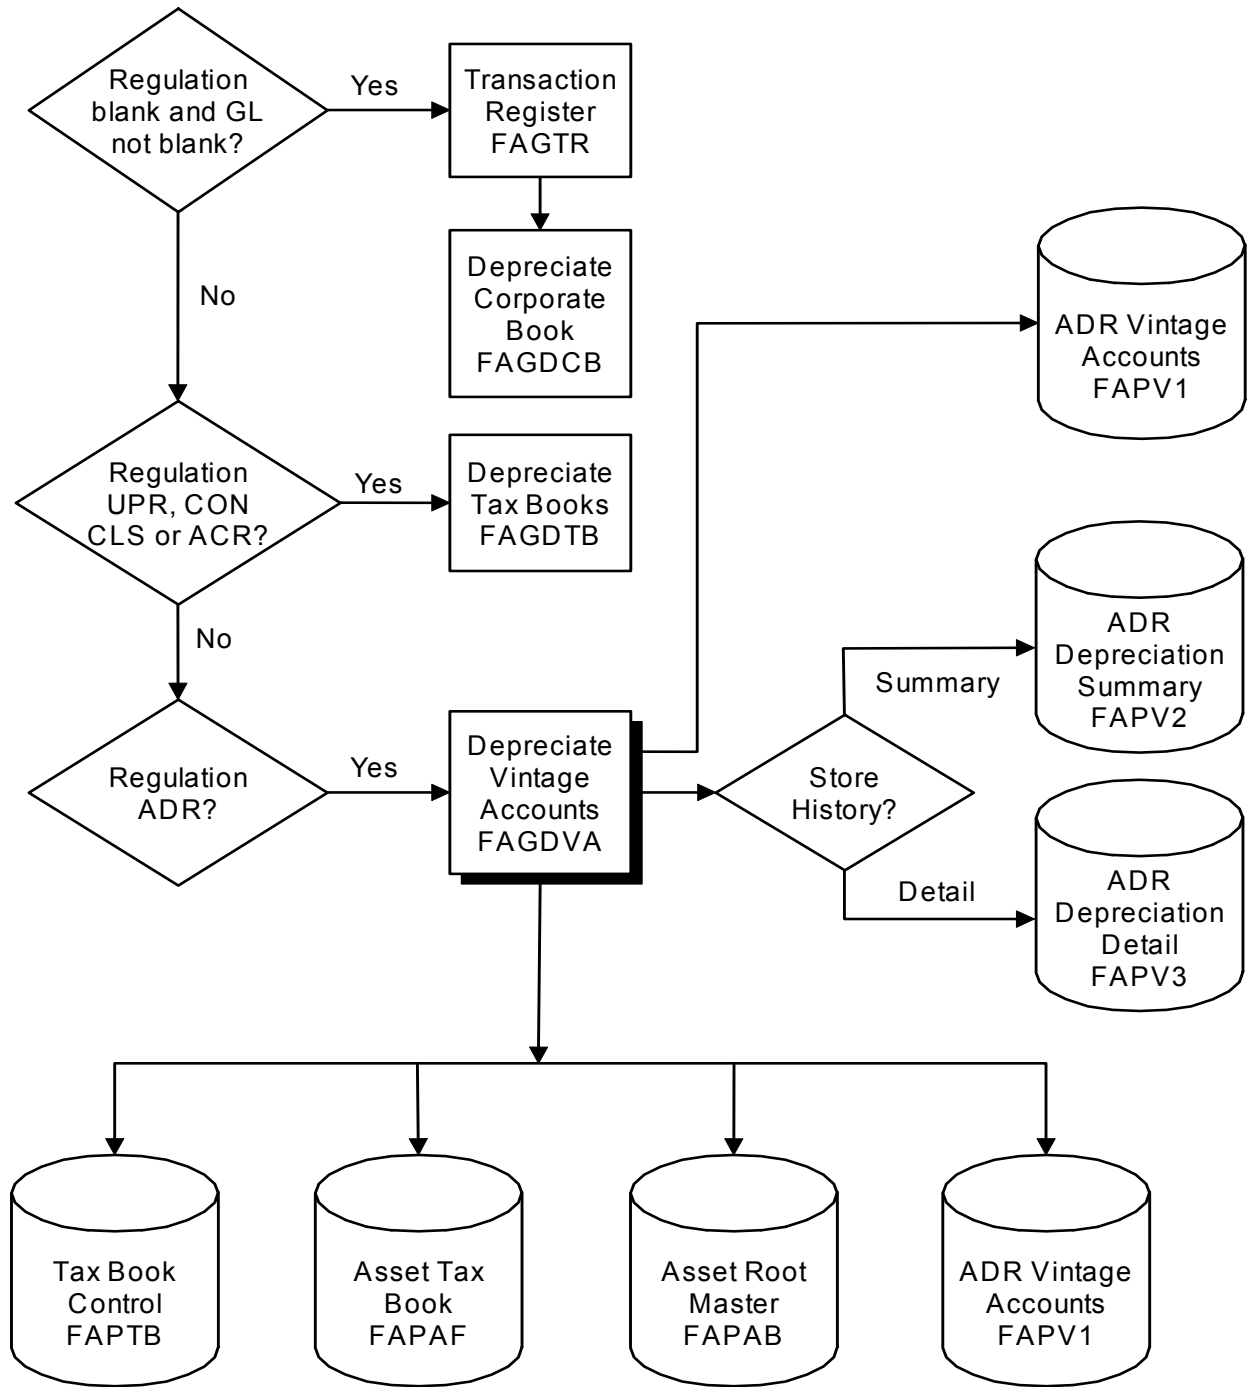 Regulation
blank and GL
not blank?
Yes
Transaction
Register
FAGTR
Depreciate
Corporate
Book
FAGDCB
No
ADR Vintage
Accounts
FAPV1
Regulation
UPR, CON
CLS or ACR?
Yes
Depreciate
Tax Books
FAGDTB
No
ADR
Depreciation
Summary
FAPV2
Summary
Regulation
ADR?
Yes
Depreciate
Vintage
Accounts
FAGDVA
Store
History?
Detail
ADR
Depreciation
Detail
FAPV3
Tax Book
Control
FAPTB
Asset Tax
Book
FAPAF
Asset Root
Master
FAPAB
ADR Vintage
Accounts
FAPV1